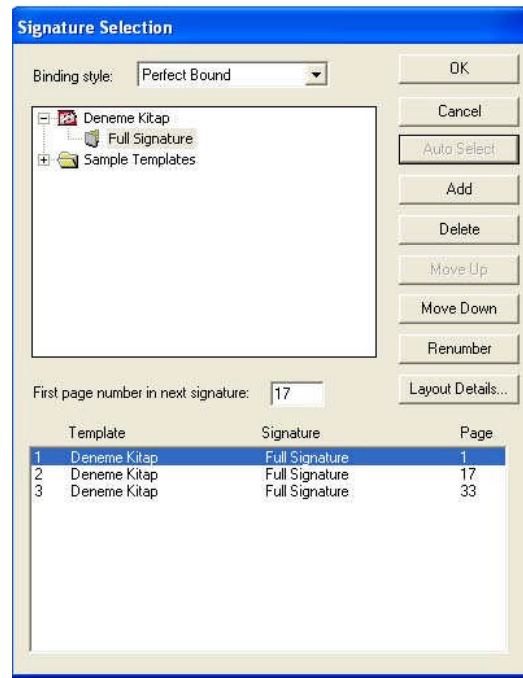 Signature Selection
Binding style: Perfect Bound
OK
Cancel
Auto Select
Add
Delete
Move Up
Move Down
Renumber
Layout Details...
Deneme Kitap
Full Signature
Sample Templates
First page number in next signature: 17
Template Signature Page
1 Deneme Kitap Full Signature 1
2 Deneme Kitap Full Signature 17
3 Deneme Kitap Full Signature 33